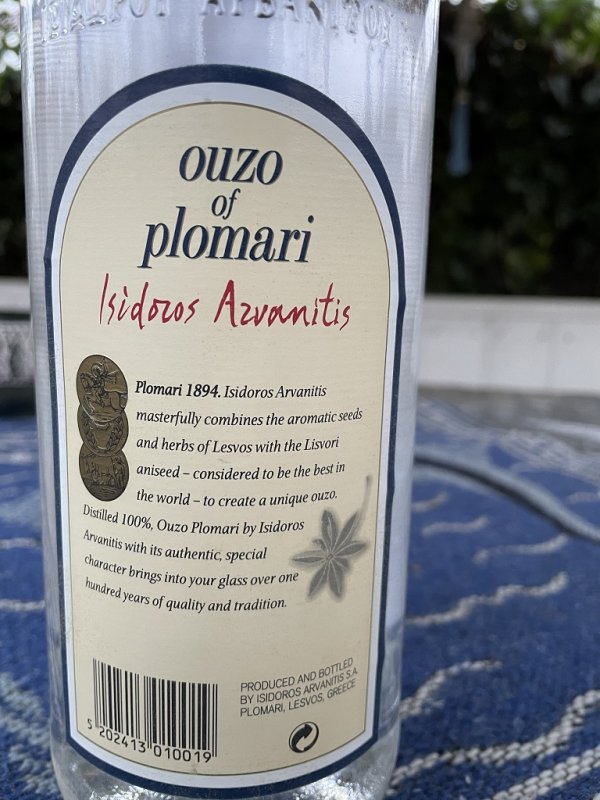 ΑΡΒΑΝΙΤΟΥ
ouzo
of
plomari
Isidoros Arvanitis
Plomari 1894. Isidoros Arvanitis
masterfully combines the aromatic seeds
and herbs of Lesvos with the Lisvori
aniseed – considered to be the best in
the world – to create a unique ouzo.
Distilled 100%, Ouzo Plomari by Isidoros
Arvanitis with its authentic, special
character brings into your glass over one
hundred years of quality and tradition.
PRODUCED AND BOTTLED
BY ISIDOROS ARVANITIS S.A.
PLOMARI, LESVOS, GREECE
5 202413 010019